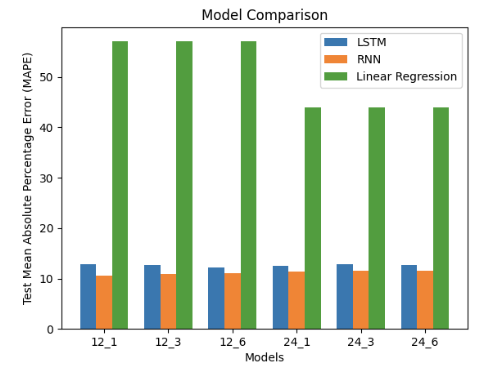 Model Comparison
LSTM
RNN
Linear Regression
Test Mean Absolute Percentage Error (MAPE)
50
40
30
20
10
0
12_1 12_3 12_6 24_1 24_3 24_6
Models